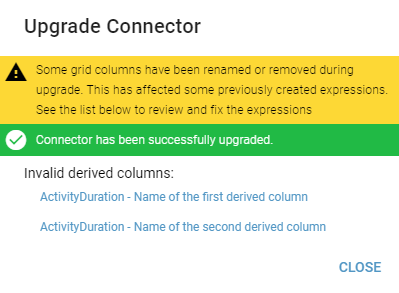 Upgrade Connector
Some grid columns have been renamed or removed during
upgrade. This has affected some previously created expressions.
See the list below to review and fix the expressions
Connector has been successfully upgraded.
Invalid derived columns:
ActivityDuration - Name of the first derived column
ActivityDuration - Name of the second derived column
CLOSE